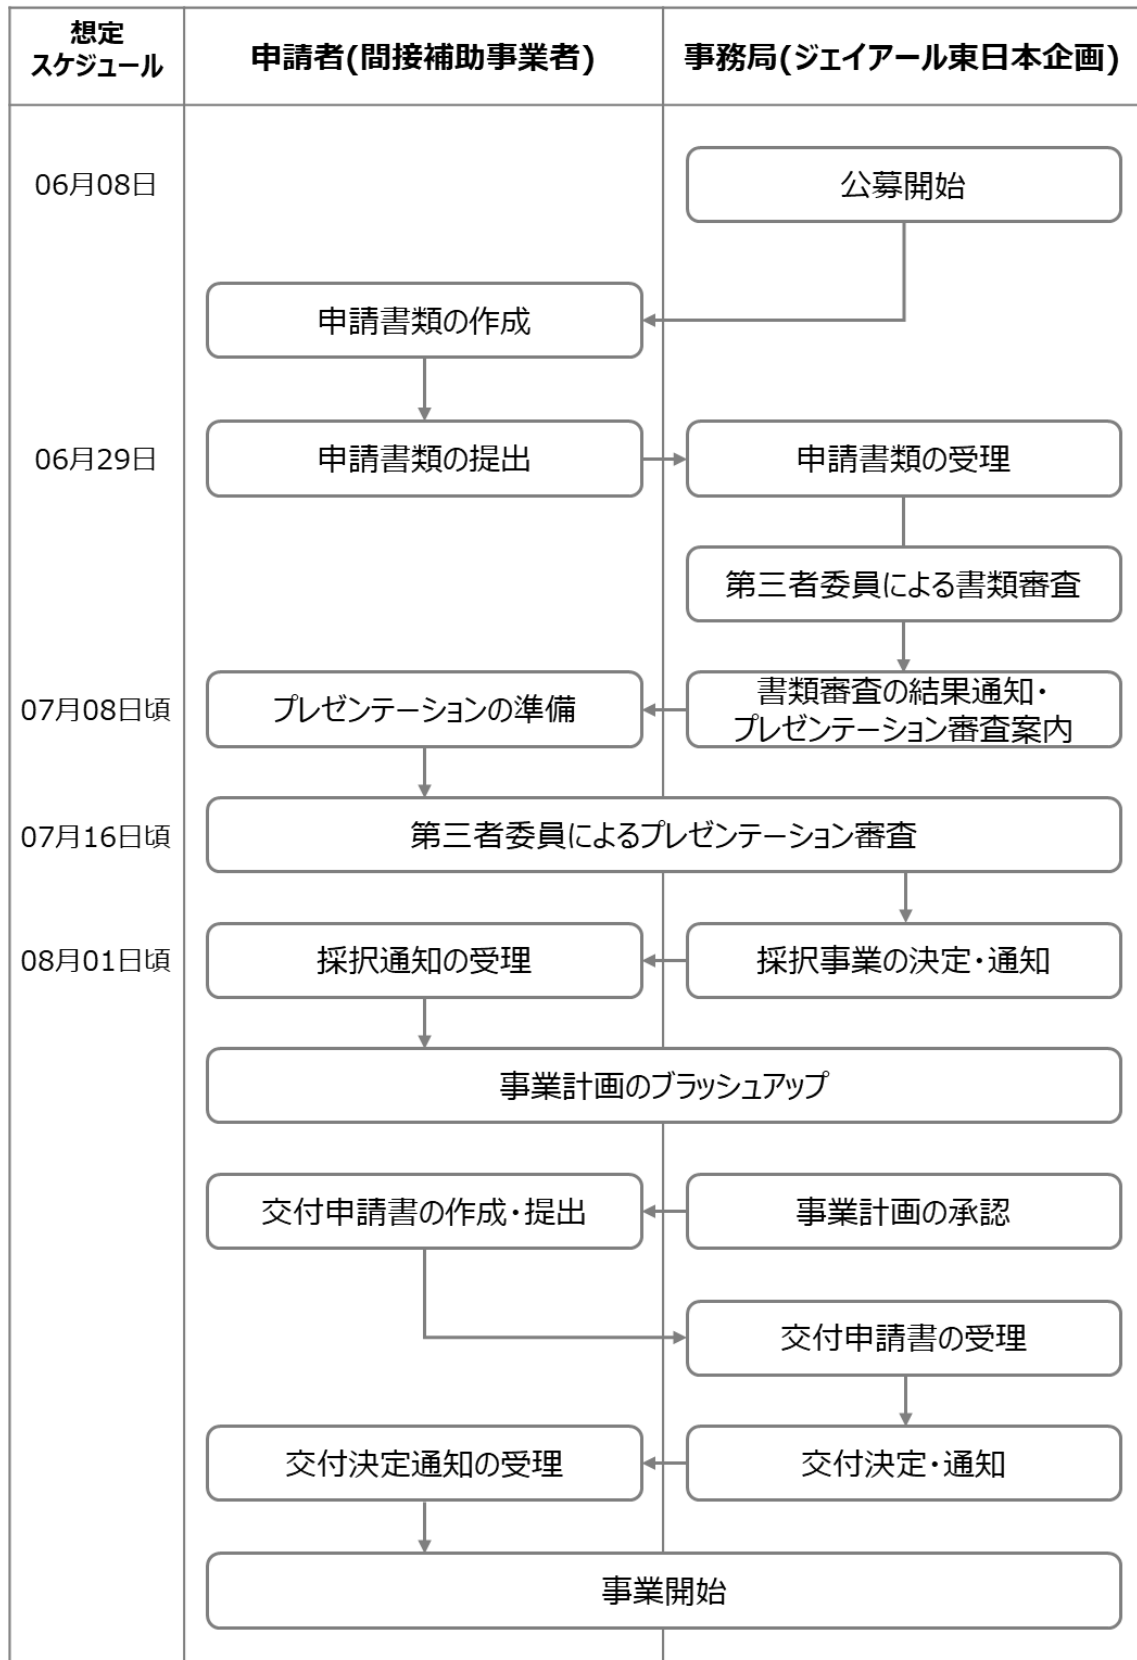 想定
スケジュール
申請者(間接補助事業者)
事務局(ジェイアール東日本企画)
06月08日
公募開始
申請書類の作成
06月29日
申請書類の提出
申請書類の受理
第三者委員による書類審査
07月08日頃
プレゼンテーションの準備
書類審査の結果通知・
プレゼンテーション審査案内
07月16日頃
第三者委員によるプレゼンテーション審査
08月01日頃
採択通知の受理
採択事業の決定・通知
事業計画のブラッシュアップ
交付申請書の作成・提出
事業計画の承認
交付申請書の受理
交付決定通知の受理
交付決定・通知
事業開始